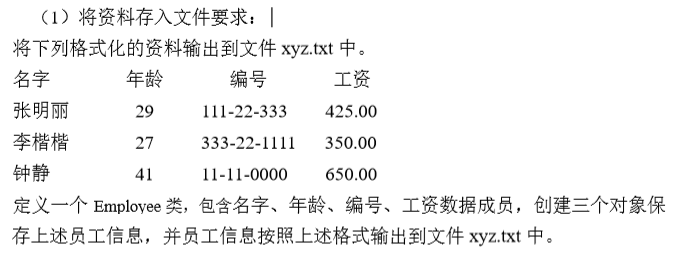 （1）将资料存入文件要求：
将下列格式化的资料输出到文件 xyz.txt 中。
名字 年龄 编号 工资
张明丽 29 111-22-333 425.00
李楷楷 27 333-22-1111 350.00
钟静 41 11-11-0000 650.00
定义一个 Employee 类，包含名字、年龄、编号、工资数据成员，创建三个对象保
存上述员工信息，并员工信息按照上述格式输出到文件 xyz.txt 中。